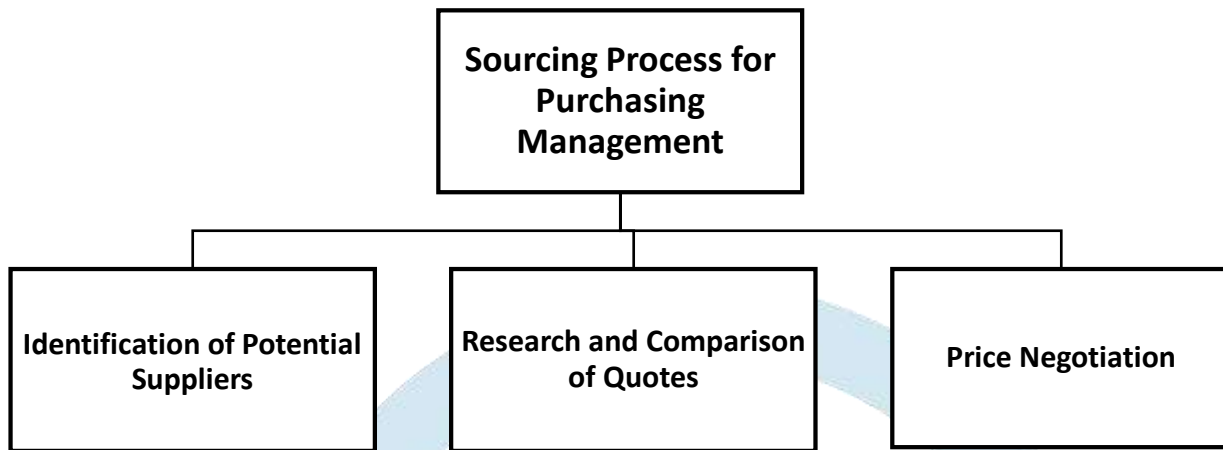 Sourcing Process for
Purchasing
Management
Identification of Potential
Suppliers
Research and Comparison
of Quotes
Price Negotiation